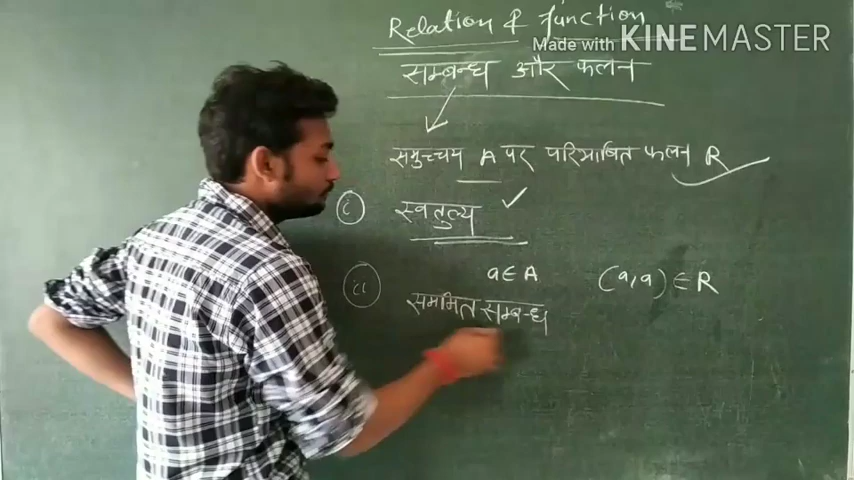 Relation & function
Made with KINEMASTER
सम्बन्ध और फलन
समुच्चय A पर परिभाषित फलन R
(i) स्वतुल्य ✓
a ∈ A (a, a) ∈ R
(ii) सममित सम्बन्ध